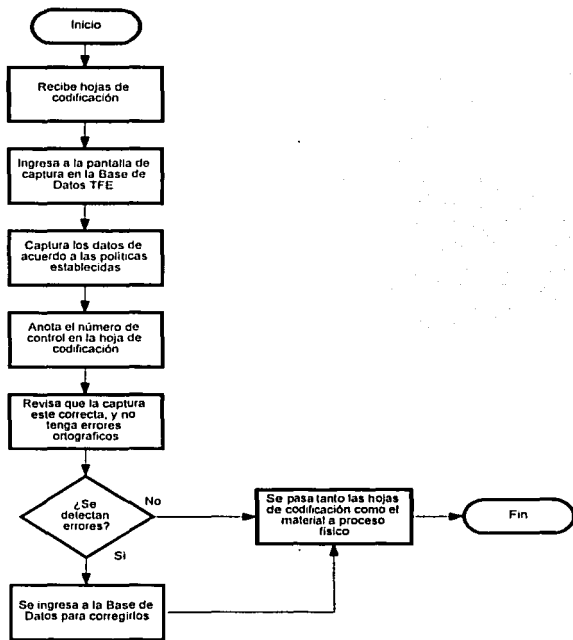 Inicio
Recibe hojas de
codificación
Ingresa a la pantalla de
captura en la Base de
Datos TFE
Captura los datos de
acuerdo a las políticas
establecidas
Anota el número de
control en la hoja de
codificación
Revisa que la captura
este correcta, y no
tenga errores
ortograficos
¿Se
detectan
errores?
No
Se pasa tanto las hojas
de codificación como el
material a proceso
físico
Fin
Sí
Se ingresa a la Base de
Datos para corregirlos